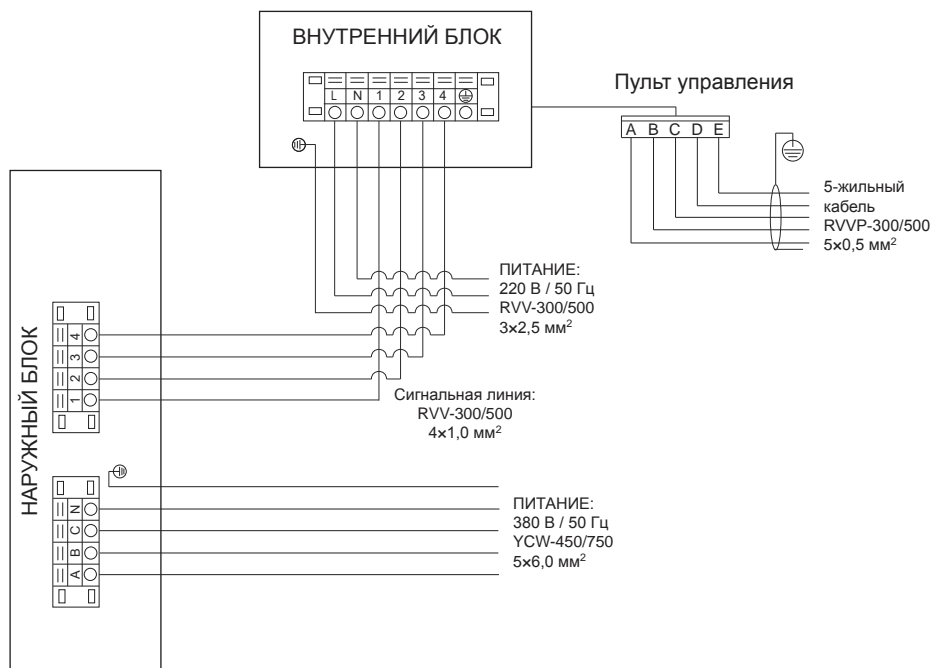 ВНУТРЕННИЙ БЛОК
L N 1 2 3 4
Пульт управления
A B C D E
5-жильный
кабель
RVVP-300/500
5×0,5 мм²
ПИТАНИЕ:
220 В / 50 Гц
RVV-300/500
3×2,5 мм²
НАРУЖНЫЙ БЛОК
4
3
2
1
Сигнальная линия:
RVV-300/500
4×1,0 мм²
N
C
B
A
ПИТАНИЕ:
380 В / 50 Гц
YCW-450/750
5×6,0 мм²